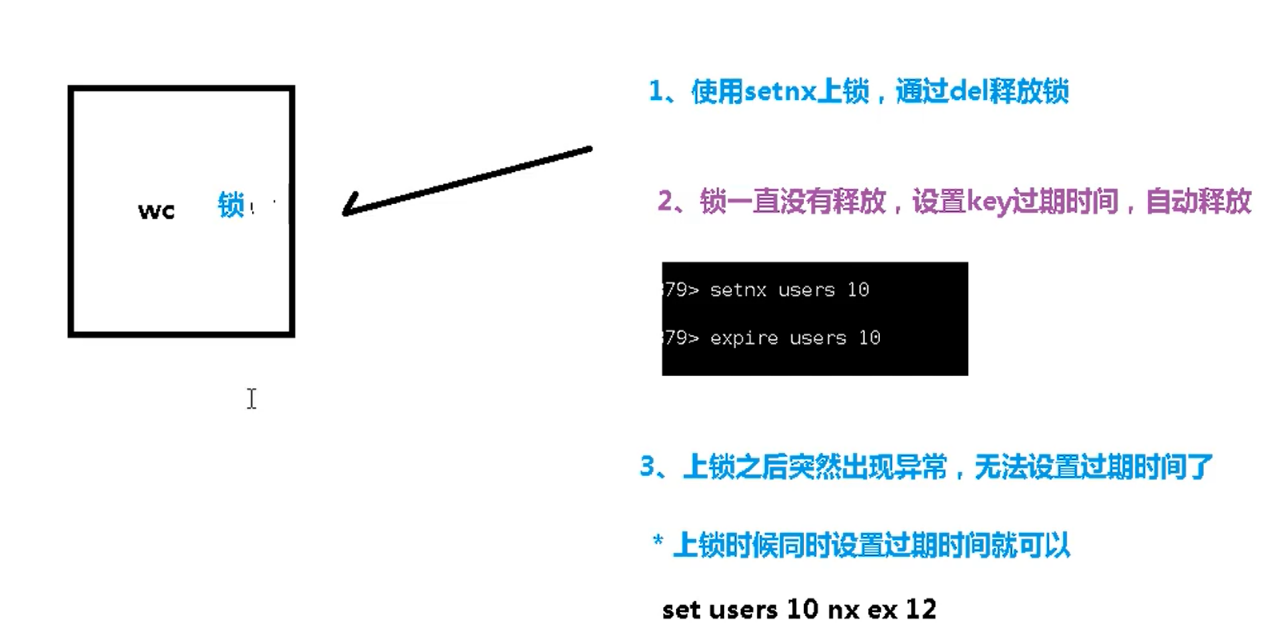 1、使用setnx上锁，通过del释放锁
wc 锁
2、锁一直没有释放，设置key过期时间，自动释放
379> setnx users 10
379> expire users 10
3、上锁之后突然出现异常，无法设置过期时间了
* 上锁时候同时设置过期时间就可以
set users 10 nx ex 12